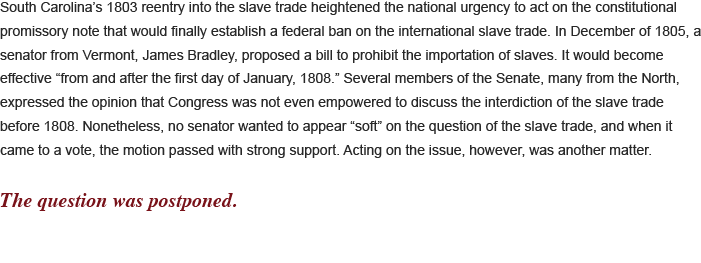 South Carolina’s 1803 reentry into the slave trade heightened the national urgency to act on the constitutional
promissory note that would finally establish a federal ban on the international slave trade. In December of 1805, a
senator from Vermont, James Bradley, proposed a bill to prohibit the importation of slaves. It would become
effective “from and after the first day of January, 1808.” Several members of the Senate, many from the North,
expressed the opinion that Congress was not even empowered to discuss the interdiction of the slave trade
before 1808. Nonetheless, no senator wanted to appear “soft” on the question of the slave trade, and when it
came to a vote, the motion passed with strong support. Acting on the issue, however, was another matter.
The question was postponed.